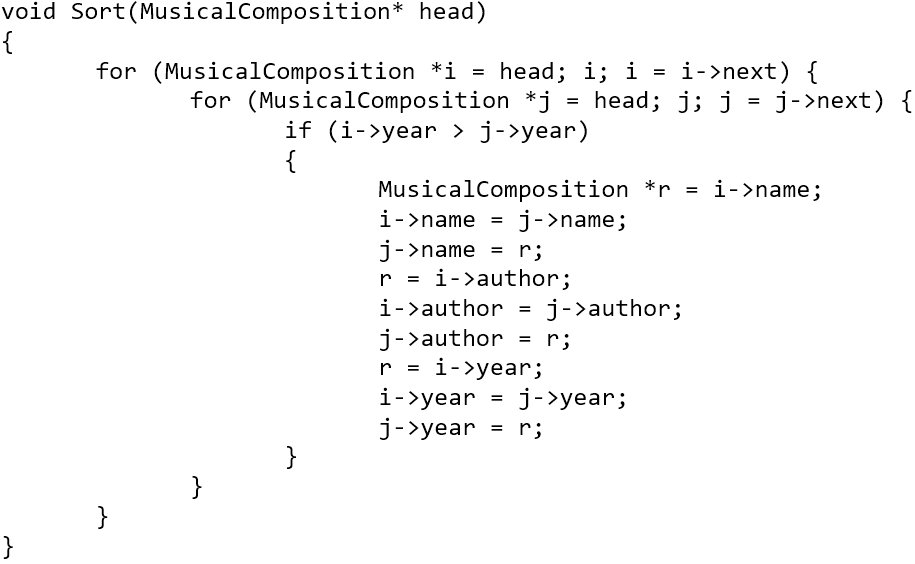 void Sort(MusicalComposition* head)
{
for (MusicalComposition *i = head; i; i = i->next) {
for (MusicalComposition *j = head; j; j = j->next) {
if (i->year > j->year)
{
MusicalComposition *r = i->name;
i->name = j->name;
j->name = r;
r = i->author;
i->author = j->author;
j->author = r;
r = i->year;
i->year = j->year;
j->year = r;
}
}
}
}